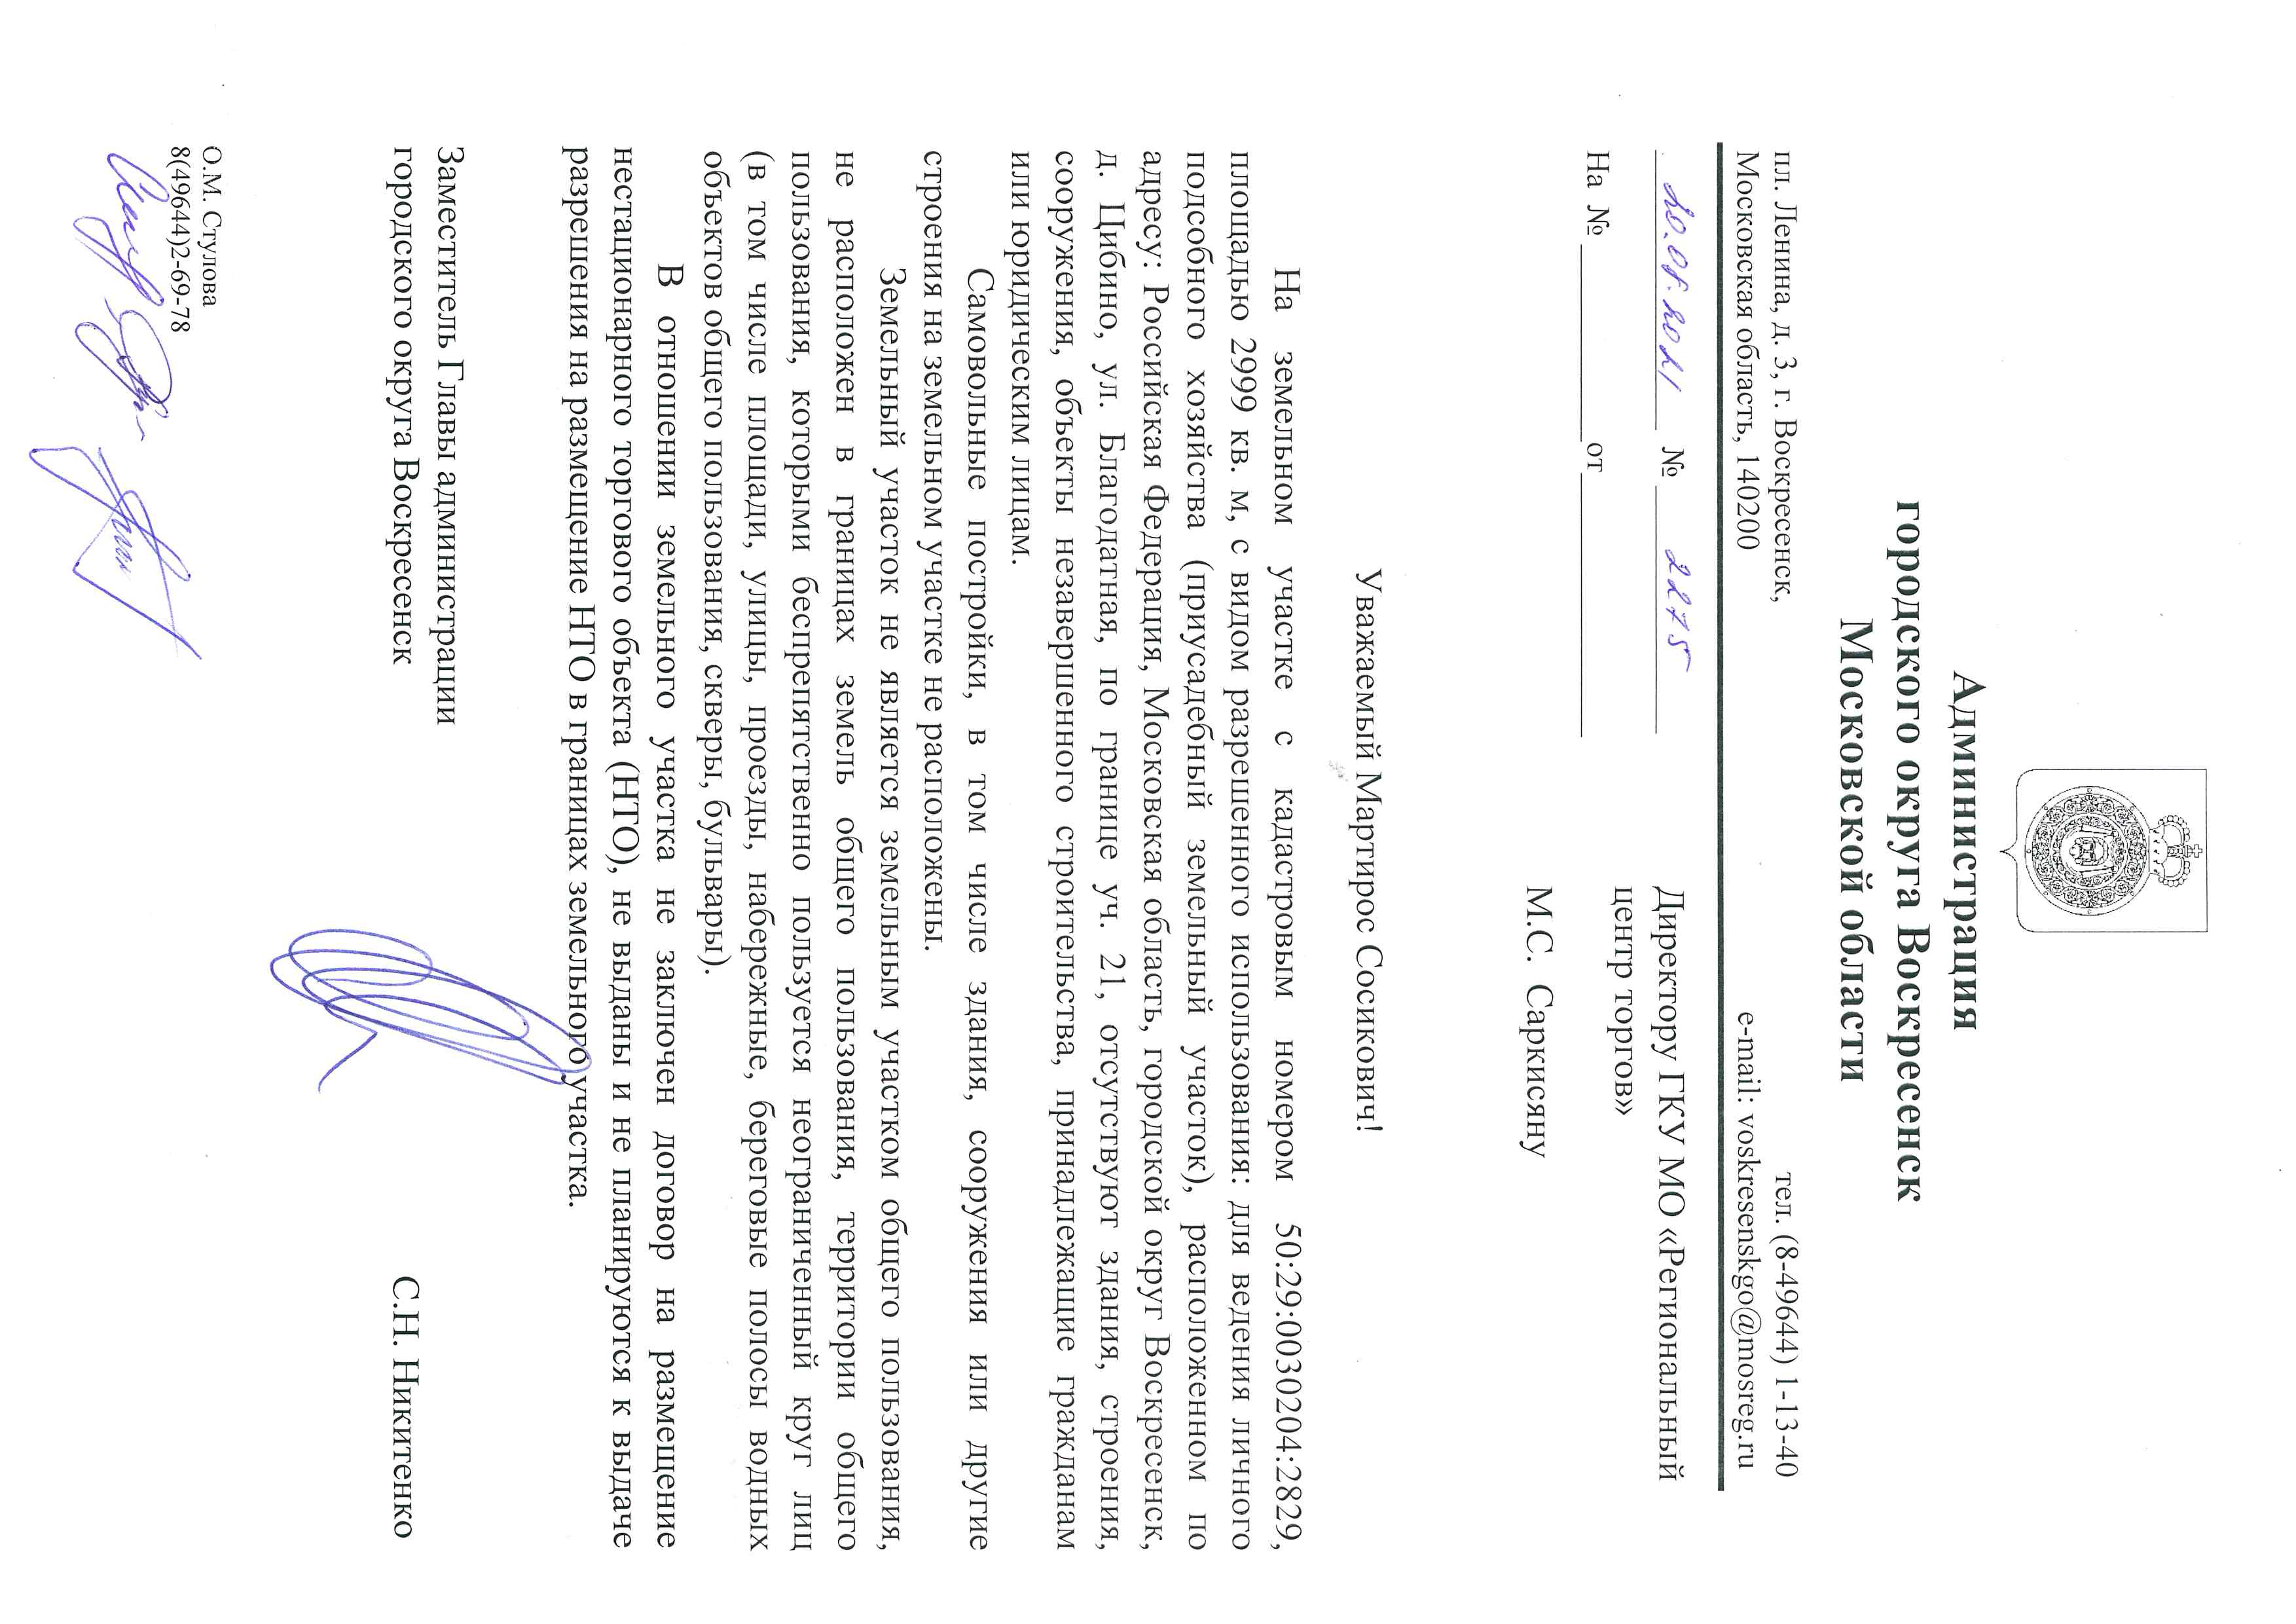 Администрация
городского округа Воскресенск
Московской области
пл. Ленина, д. 3, г. Воскресенск,
Московская область, 140200
тел. (8-49644) 1-13-40
e-mail: voskresenskgo@mosreg.ru
20.08.2021 № 2275
На № от
Директору ГКУ МО «Региональный
центр торгов»
М.С. Саркисяну
Уважаемый Мартирос Сосикович!
На земельном участке с кадастровым номером 50:29:0030204:2829,
площадью 2999 кв. м, с видом разрешенного использования: для ведения личного
подсобного хозяйства (приусадебный земельный участок), расположенном по
адресу: Российская Федерация, Московская область, городской округ Воскресенск,
д. Цибино, ул. Благодатная, по границе уч. 21, отсутствуют здания, строения,
сооружения, объекты незавершенного строительства, принадлежащие гражданам
или юридическим лицам.
Самовольные постройки, в том числе здания, сооружения или другие
строения на земельном участке не расположены.
Земельный участок не является земельным участком общего пользования,
не расположен в границах земель общего пользования, территории общего
пользования, которыми беспрепятственно пользуется неограниченный круг лиц
(в том числе площади, улицы, проезды, набережные, береговые полосы водных
объектов общего пользования, скверы, бульвары).
В отношении земельного участка не заключен договор на размещение
нестационарного торгового объекта (НТО), не выданы и не планируются к выдаче
разрешения на размещение НТО в границах земельного участка.
Заместитель Главы администрации
городского округа Воскресенск
С.Н. Никитенко
О.М. Стулова
8(49644)2-69-78